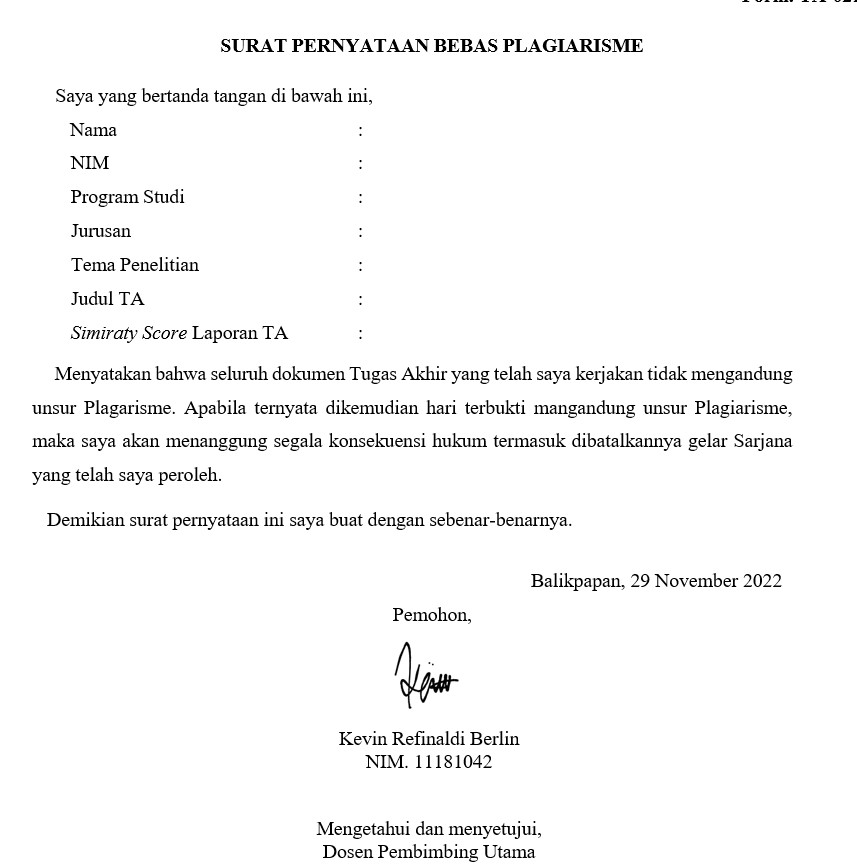 SURAT PERNYATAAN BEBAS PLAGIARISME
Saya yang bertanda tangan di bawah ini,
Nama :
NIM :
Program Studi :
Jurusan :
Tema Penelitian :
Judul TA :
Simiraty Score Laporan TA :
Menyatakan bahwa seluruh dokumen Tugas Akhir yang telah saya kerjakan tidak mengandung
unsur Plagarisme. Apabila ternyata dikemudian hari terbukti mangandung unsur Plagiarisme,
maka saya akan menanggung segala konsekuensi hukum termasuk dibatalkannya gelar Sarjana
yang telah saya peroleh.
Demikian surat pernyataan ini saya buat dengan sebenar-benarnya.
Balikpapan, 29 November 2022
Pemohon,
Kevin Refinaldi Berlin
NIM. 11181042
Mengetahui dan menyetujui,
Dosen Pembimbing Utama